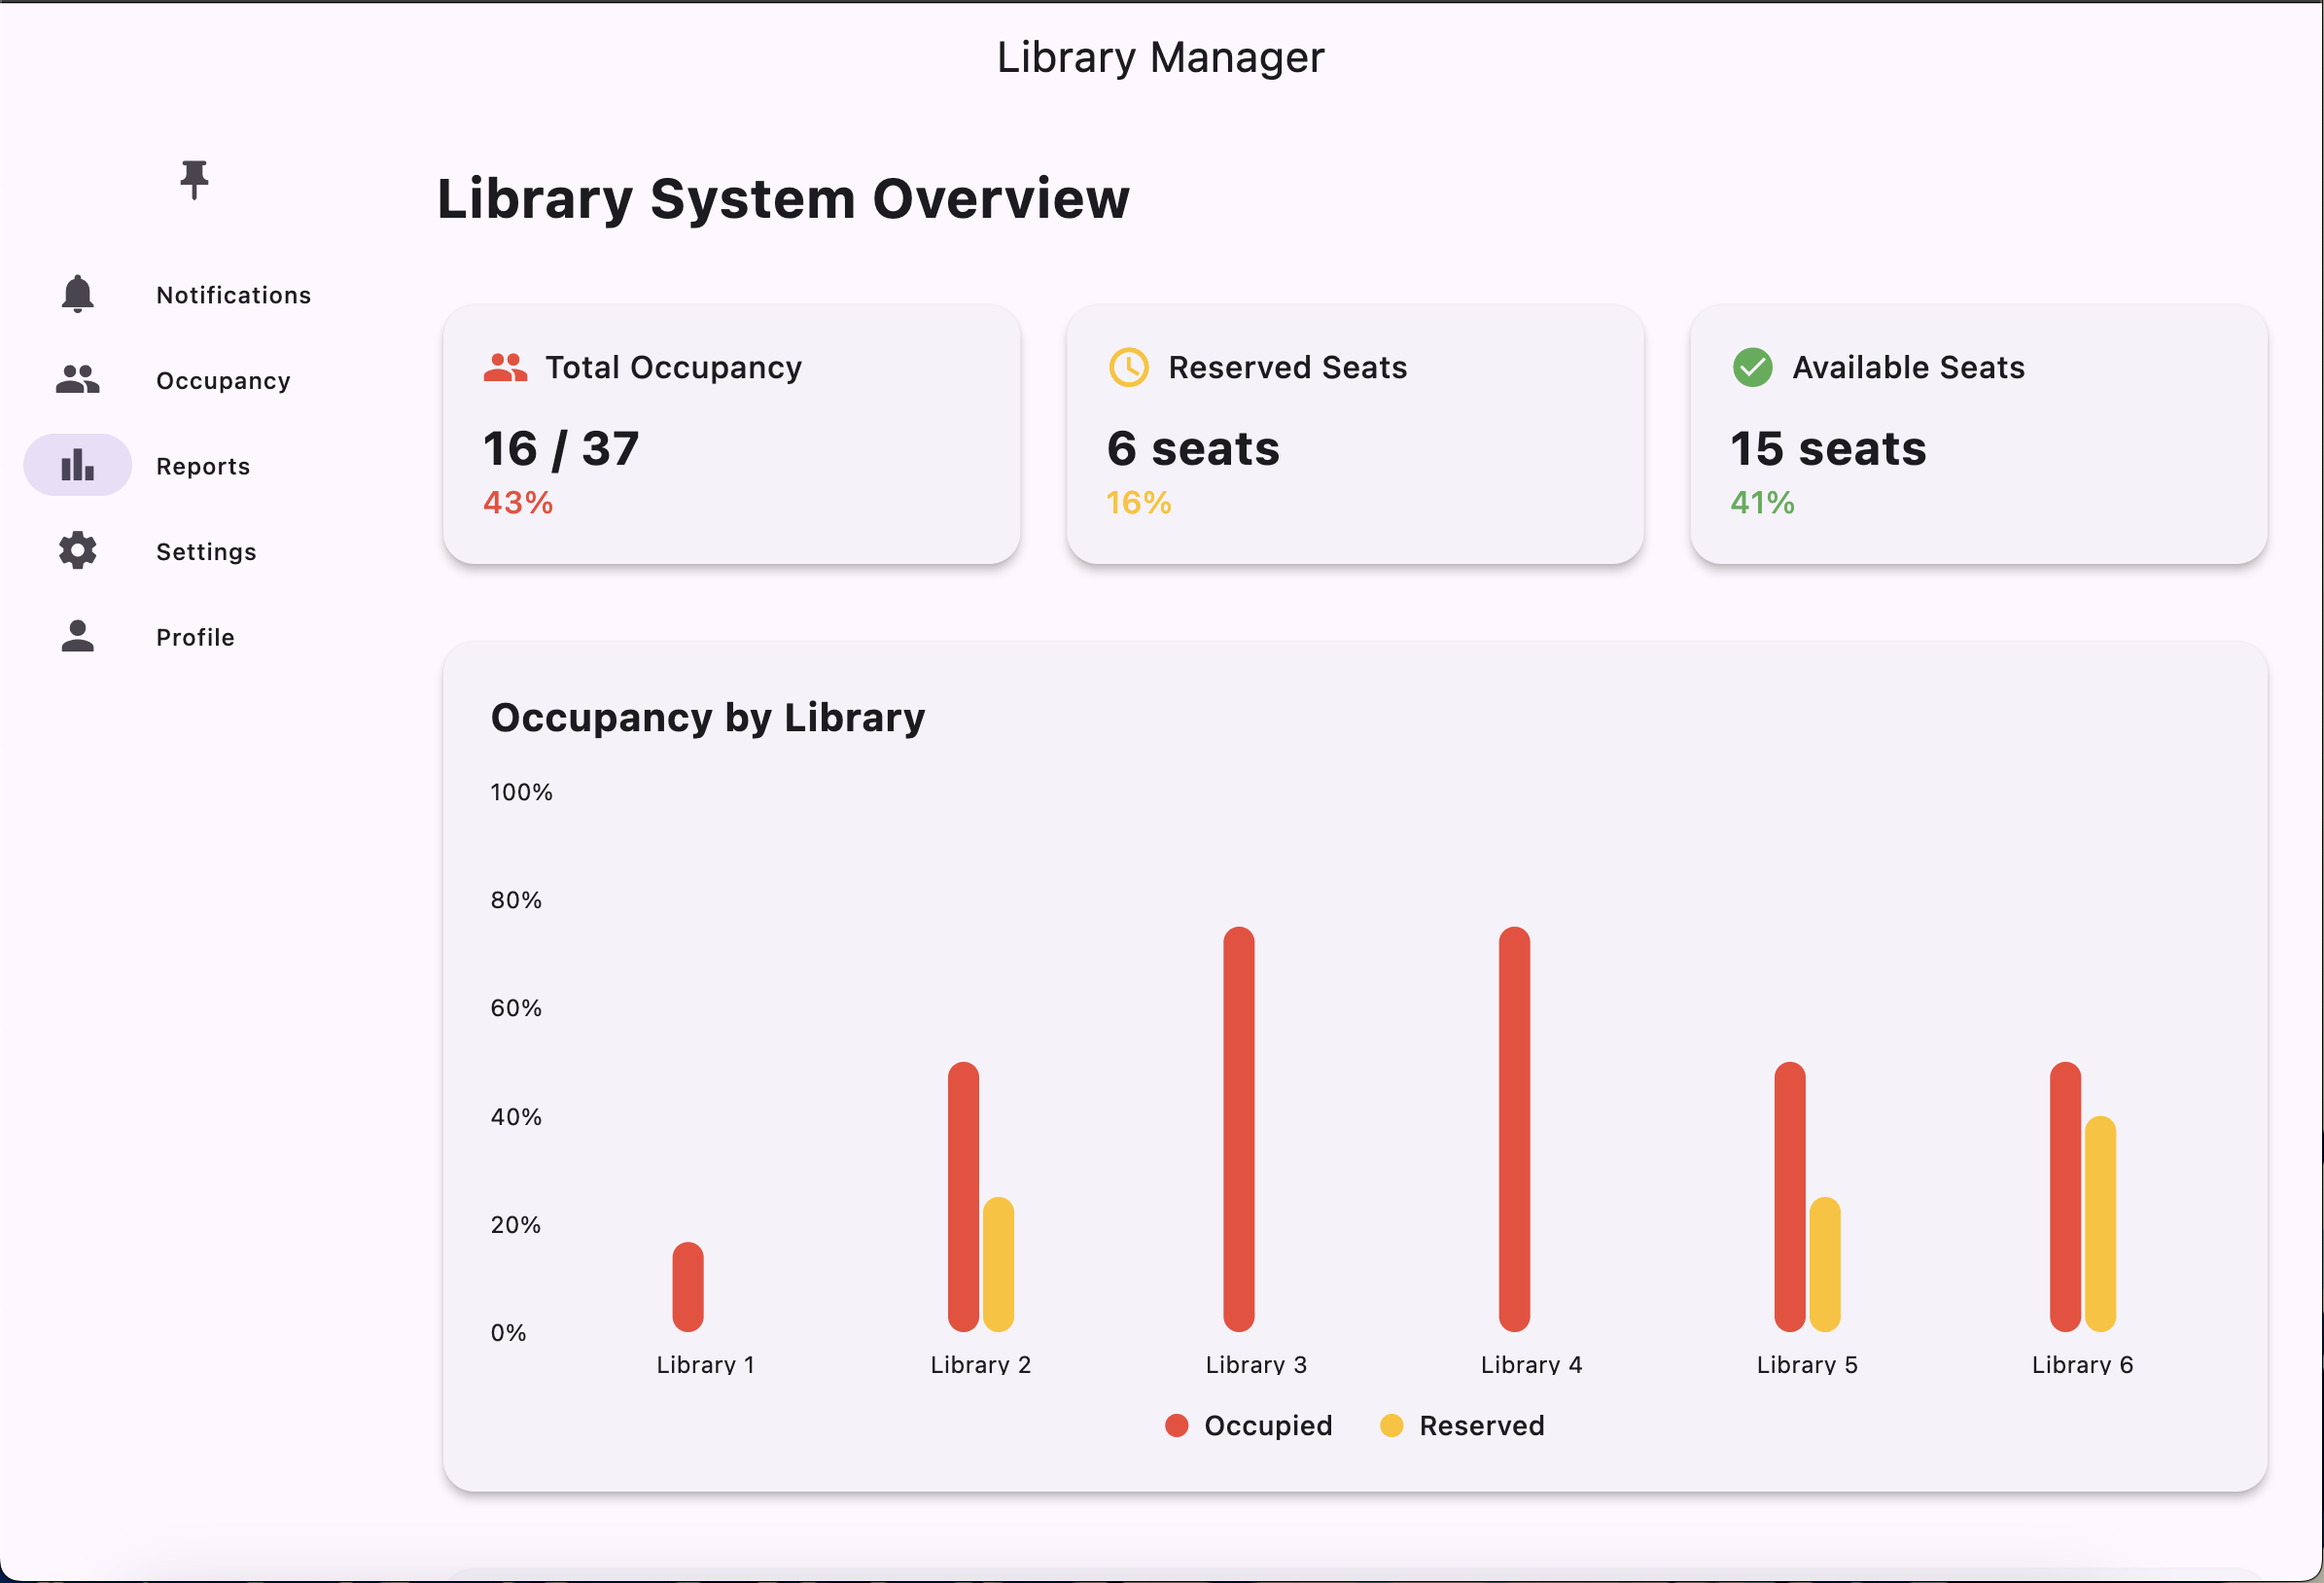 Library Manager
Notifications
Occupancy
Reports
Settings
Profile
Library System Overview
Total Occupancy
16 / 37
43%
Reserved Seats
6 seats
16%
Available Seats
15 seats
41%
Occupancy by Library
100%
80%
60%
40%
20%
0%
Library 1 Library 2 Library 3 Library 4 Library 5 Library 6
Occupied Reserved